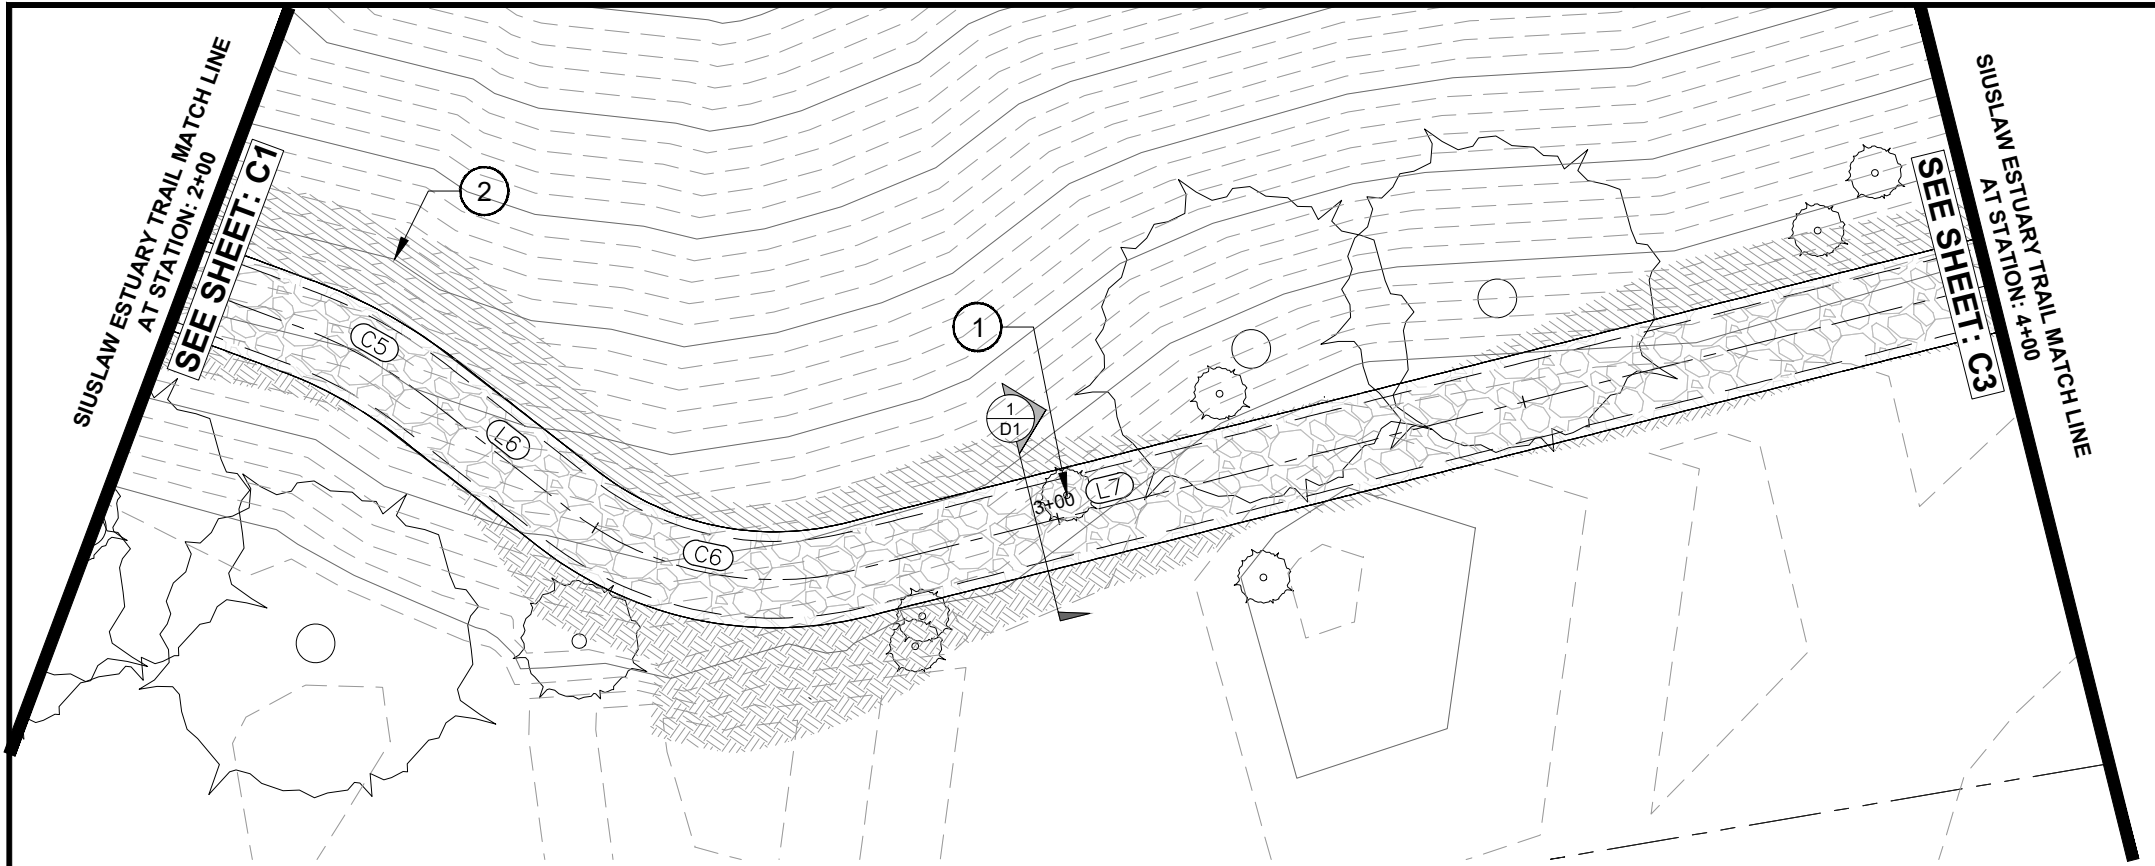 SIUSLAW ESTUARY TRAIL MATCH LINE
AT STATION: 2+00
SEE SHEET: C1
2
C5
L6
C6
1
1
D1
3+00
L7
SEE SHEET: C3
AT STATION: 4+00
SIUSLAW ESTUARY TRAIL MATCH LINE